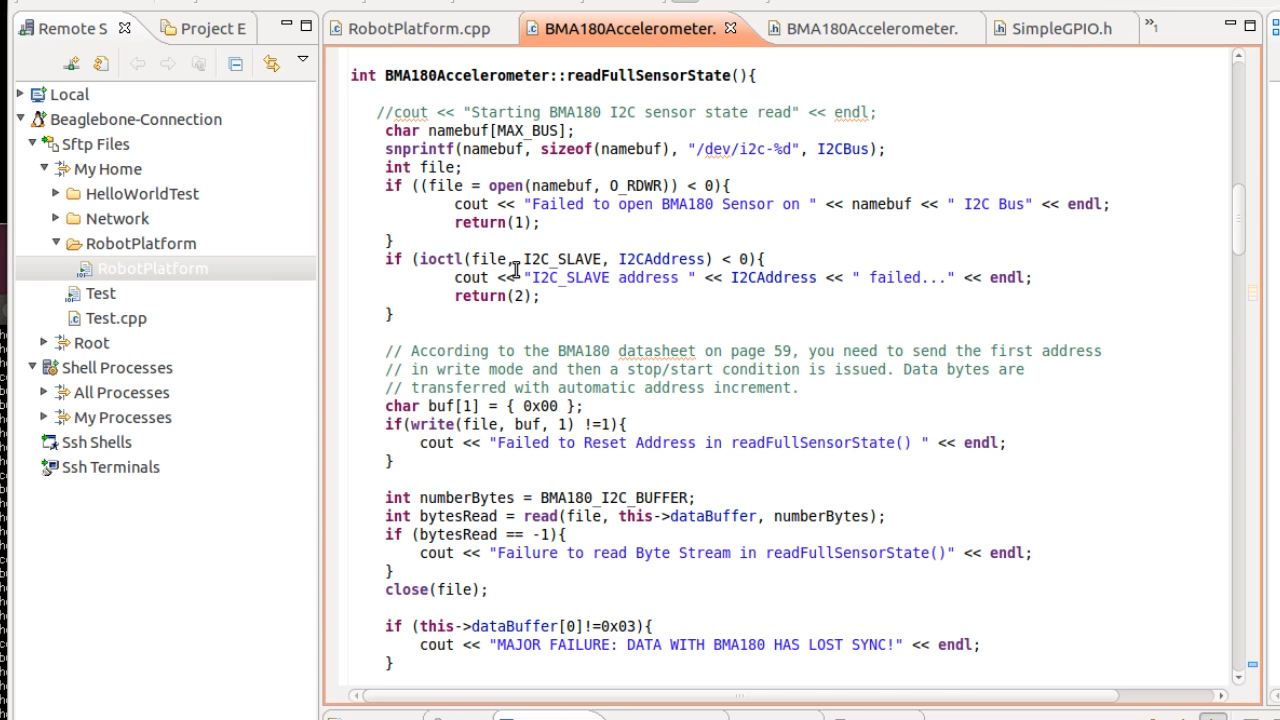 Remote S
Project E
RobotPlatform.cpp
BMA180Accelerometer.
BMA180Accelerometer.
SimpleGPIO.h
»1
Local
Beaglebone-Connection
Sftp Files
My Home
HelloWorldTest
Network
RobotPlatform
RobotPlatform
Test
Test.cpp
Root
Shell Processes
All Processes
My Processes
Ssh Shells
Ssh Terminals
int BMA180Accelerometer::readFullSensorState(){
//cout << "Starting BMA180 I2C sensor state read" << endl;
char namebuf[MAX_BUS];
snprintf(namebuf, sizeof(namebuf), "/dev/i2c-%d", I2CBus);
int file;
if ((file = open(namebuf, O_RDWR)) < 0){
cout << "Failed to open BMA180 Sensor on " << namebuf << " I2C Bus" << endl;
return(1);
}
if (ioctl(file, I2C_SLAVE, I2CAddress) < 0){
cout << "I2C_SLAVE address " << I2CAddress << " failed..." << endl;
return(2);
}
// According to the BMA180 datasheet on page 59, you need to send the first address
// in write mode and then a stop/start condition is issued. Data bytes are
// transferred with automatic address increment.
char buf[1] = { 0x00 };
if(write(file, buf, 1) !=1){
cout << "Failed to Reset Address in readFullSensorState() " << endl;
}
int numberBytes = BMA180_I2C_BUFFER;
int bytesRead = read(file, this->dataBuffer, numberBytes);
if (bytesRead == -1){
cout << "Failure to read Byte Stream in readFullSensorState()" << endl;
}
close(file);
if (this->dataBuffer[0]!=0x03){
cout << "MAJOR FAILURE: DATA WITH BMA180 HAS LOST SYNC!" << endl;
}